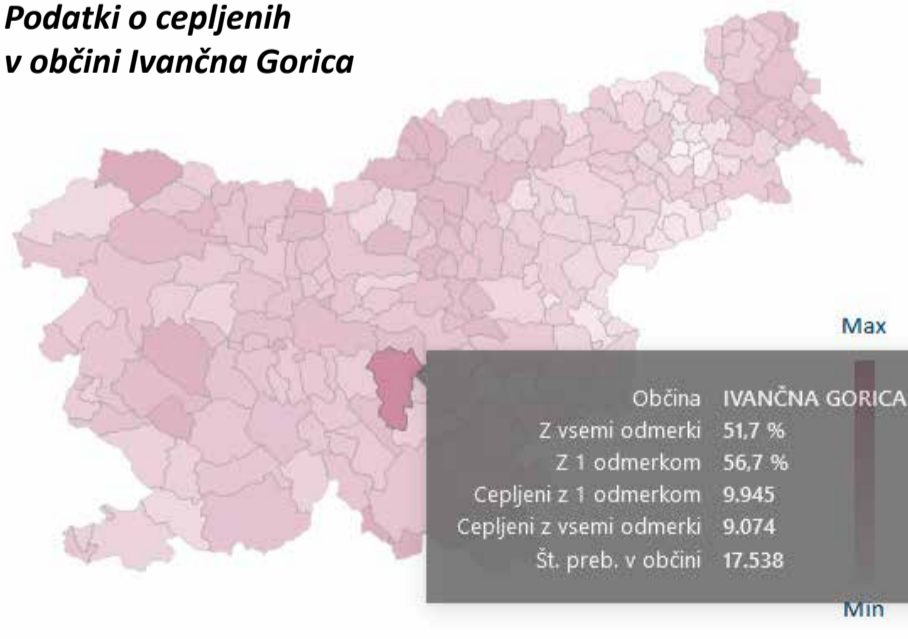 Podatki o cepljenih
v občini Ivančna Gorica
Max
Občina IVANČNA GORICA
Z vsemi odmerki 51,7 %
Z 1 odmerkom 56,7 %
Cepljeni z 1 odmerkom 9.945
Cepljeni z vsemi odmerki 9.074
Št. preb. v občini 17.538
Min